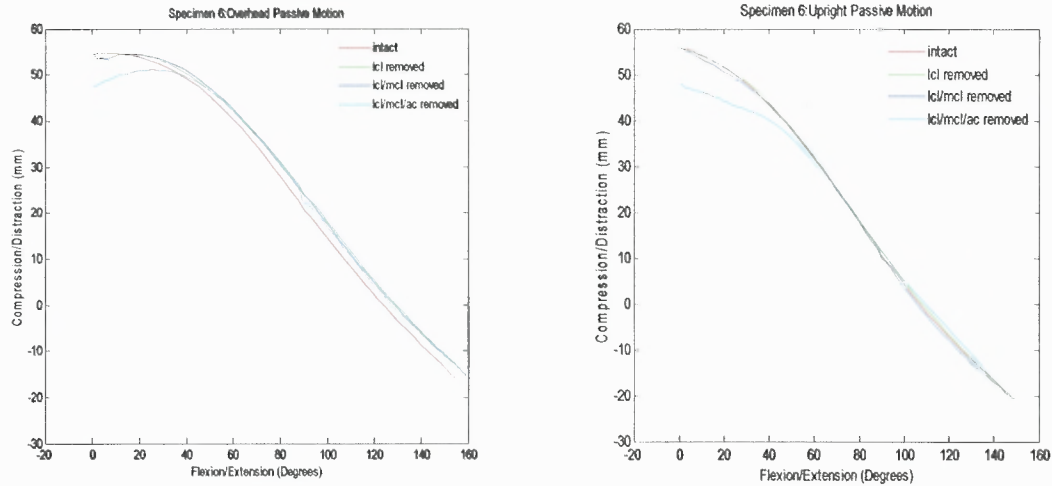 Specimen 6:Overhead Passive Motion
60
50
40
30
20
10
0
-10
-20
-30
Compression/Distraction (mm)
intact
lcl removed
lcl/mcl removed
lcl/mcl/ac removed
-20 0 20 40 60 80 100 120 140 160
Flexion/Extension (Degrees)
Specimen 6:Upright Passive Motion
60
50
40
30
20
10
0
-10
-20
-30
Compression/Distraction (mm)
intact
lcl removed
lcl/mcl removed
lcl/mcl/ac removed
-20 0 20 40 60 80 100 120 140 160
Flexion/Extension (Degrees)